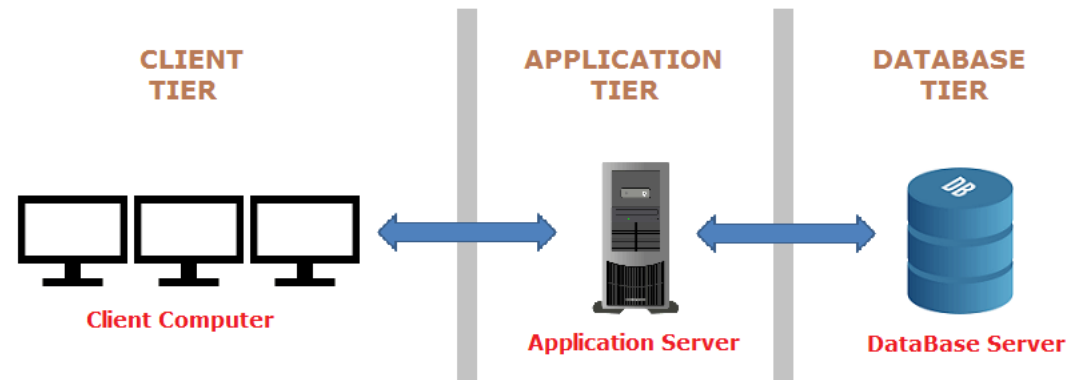 CLIENT
TIER
APPLICATION
TIER
DATABASE
TIER
DB
Client Computer
Application Server
DataBase Server